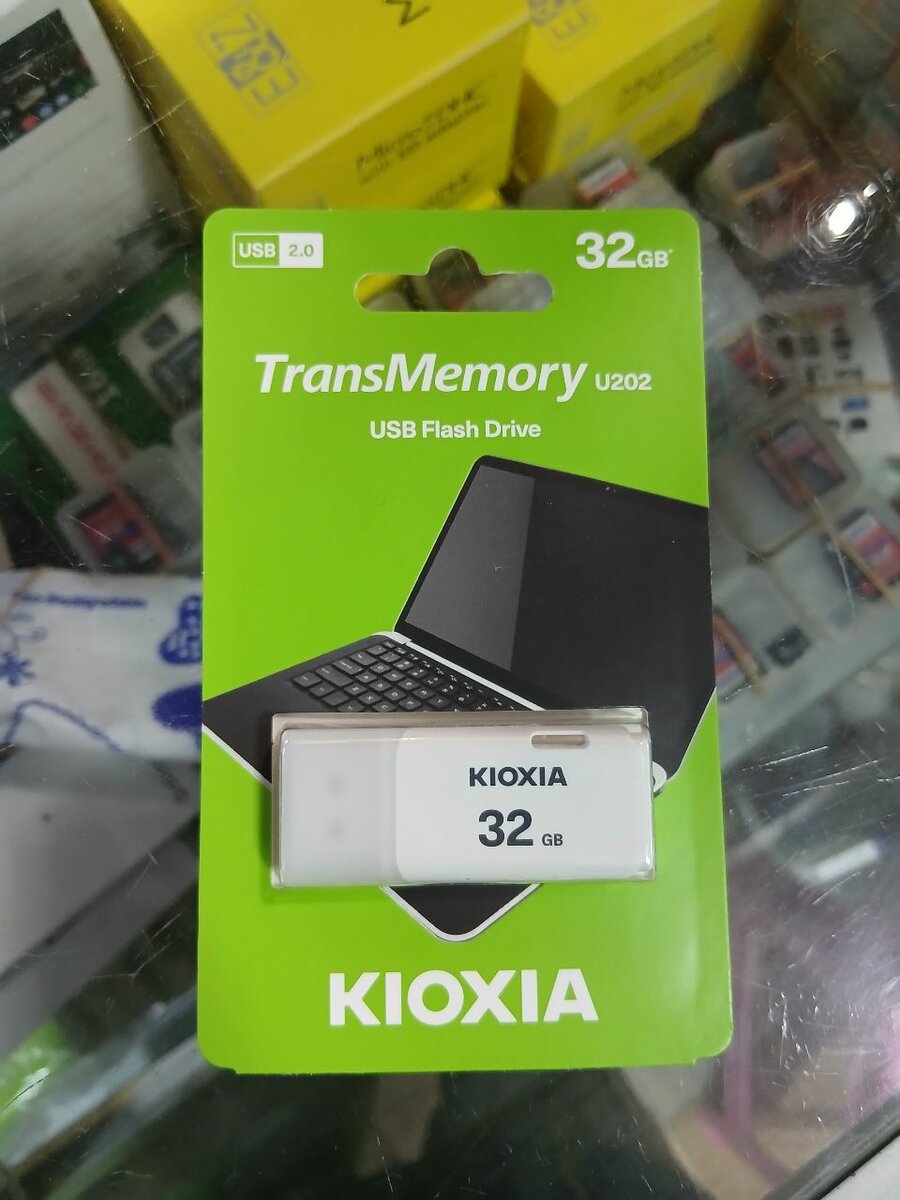 USB 2.0
32GB*
TransMemory U202
USB Flash Drive
KIOXIA
32 GB
KIOXIA